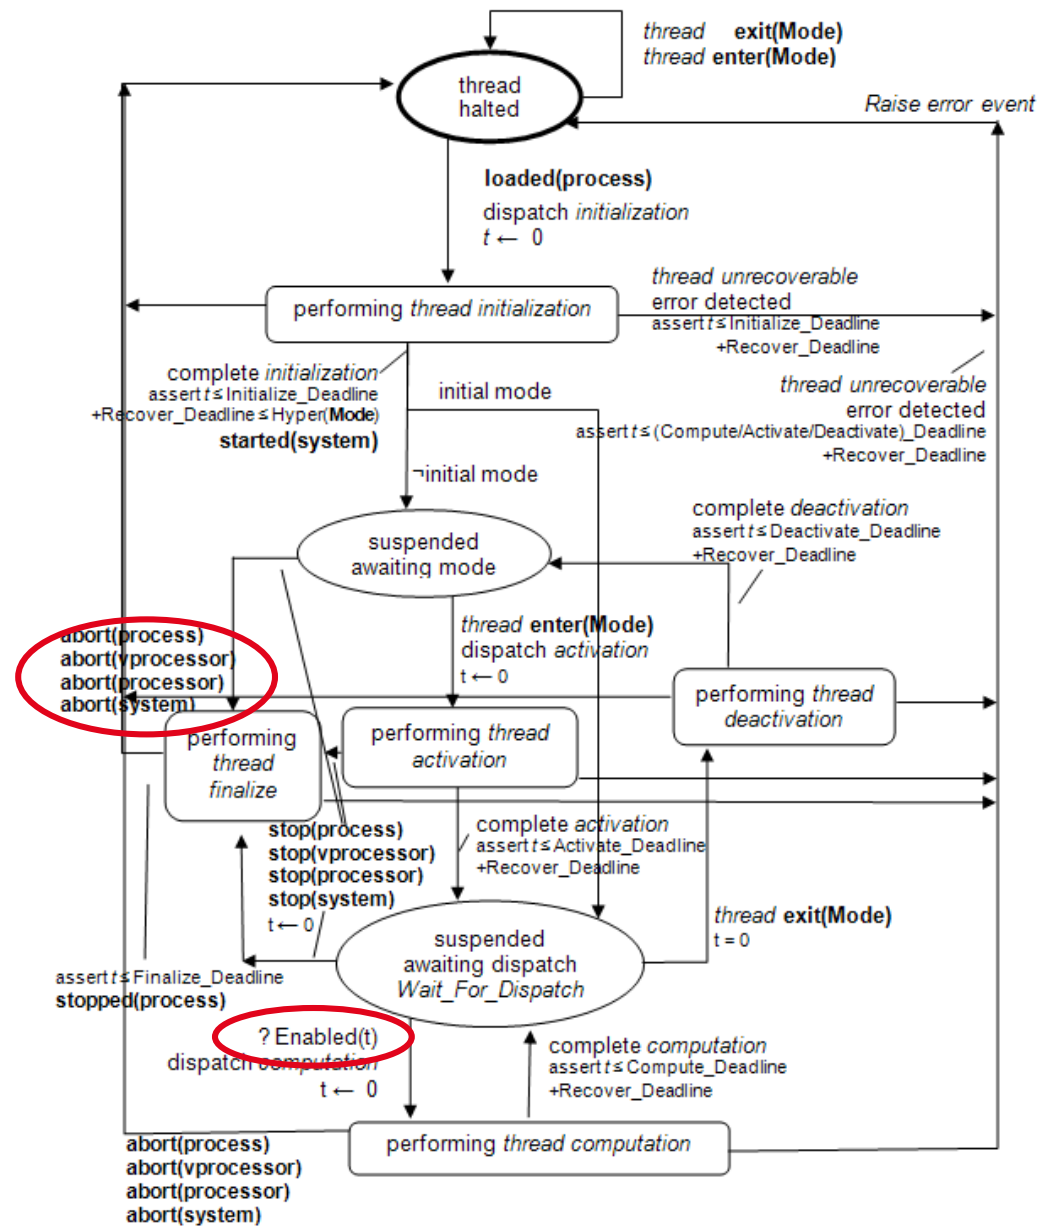 thread exit(Mode)
thread enter(Mode)
thread
halted
Raise error event
loaded(process)
dispatch initialization
t ← 0
performing thread initialization
thread unrecoverable
error detected
assert t ≤ Initialize_Deadline
+Recover_Deadline
complete initialization
assert t ≤ Initialize_Deadline
+Recover_Deadline ≤ Hyper(Mode)
started(system)
initial mode
¬initial mode
thread unrecoverable
error detected
assert t ≤ (Compute/Activate/Deactivate)_Deadline
+Recover_Deadline
complete deactivation
assert t ≤ Deactivate_Deadline
+Recover_Deadline
suspended
awaiting mode
abort(process)
abort(vprocessor)
abort(processor)
abort(system)
thread enter(Mode)
dispatch activation
t ← 0
performing thread
deactivation
performing
thread
finalize
performing thread
activation
stop(process)
stop(vprocessor)
stop(processor)
stop(system)
t ← 0
complete activation
assert t ≤ Activate_Deadline
+Recover_Deadline
thread exit(Mode)
t = 0
suspended
awaiting dispatch
Wait_For_Dispatch
assert t ≤ Finalize_Deadline
stopped(process)
? Enabled(t)
dispatch computation
t ← 0
complete computation
assert t ≤ Compute_Deadline
+Recover_Deadline
performing thread computation
abort(process)
abort(vprocessor)
abort(processor)
abort(system)